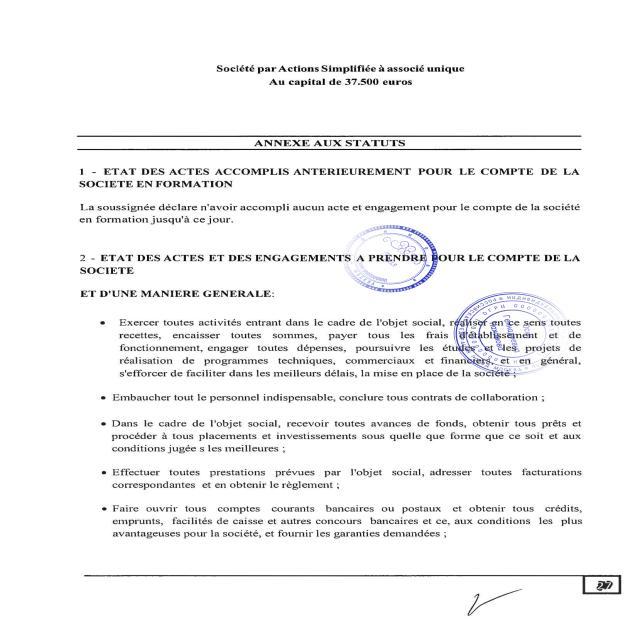 Société par Actions Simplifiée à associé unique
Au capital de 37.500 euros
ANNEXE AUX STATUTS
1 - ETAT DES ACTES ACCOMPLIS ANTERIEUREMENT POUR LE COMPTE DE LA
SOCIETE EN FORMATION
La soussignée déclare n'avoir accompli aucun acte et engagement pour le compte de la société
en formation jusqu'à ce jour.
2 - ETAT DES ACTES ET DES ENGAGEMENTS A PRENDRE POUR LE COMPTE DE LA
SOCIETE
ET D'UNE MANIERE GENERALE:
• Exercer toutes activités entrant dans le cadre de l'objet social, réaliser en ce sens toutes
recettes, encaisser toutes sommes, payer tous les frais d'établissement et de
fonctionnement, engager toutes dépenses, poursuivre les études et les projets de
réalisation de programmes techniques, commerciaux et financiers, et en général,
s'efforcer de faciliter dans les meilleurs délais, la mise en place de la société ;
• Embaucher tout le personnel indispensable, conclure tous contrats de collaboration ;
• Dans le cadre de l'objet social, recevoir toutes avances de fonds, obtenir tous prêts et
procéder à tous placements et investissements sous quelle que forme que ce soit et aux
conditions jugée s les meilleures ;
• Effectuer toutes prestations prévues par l'objet social, adresser toutes facturations
correspondantes et en obtenir le règlement ;
• Faire ouvrir tous comptes courants bancaires ou postaux et obtenir tous crédits,
emprunts, facilités de caisse et autres concours bancaires et ce, aux conditions les plus
avantageuses pour la société, et fournir les garanties demandées ;